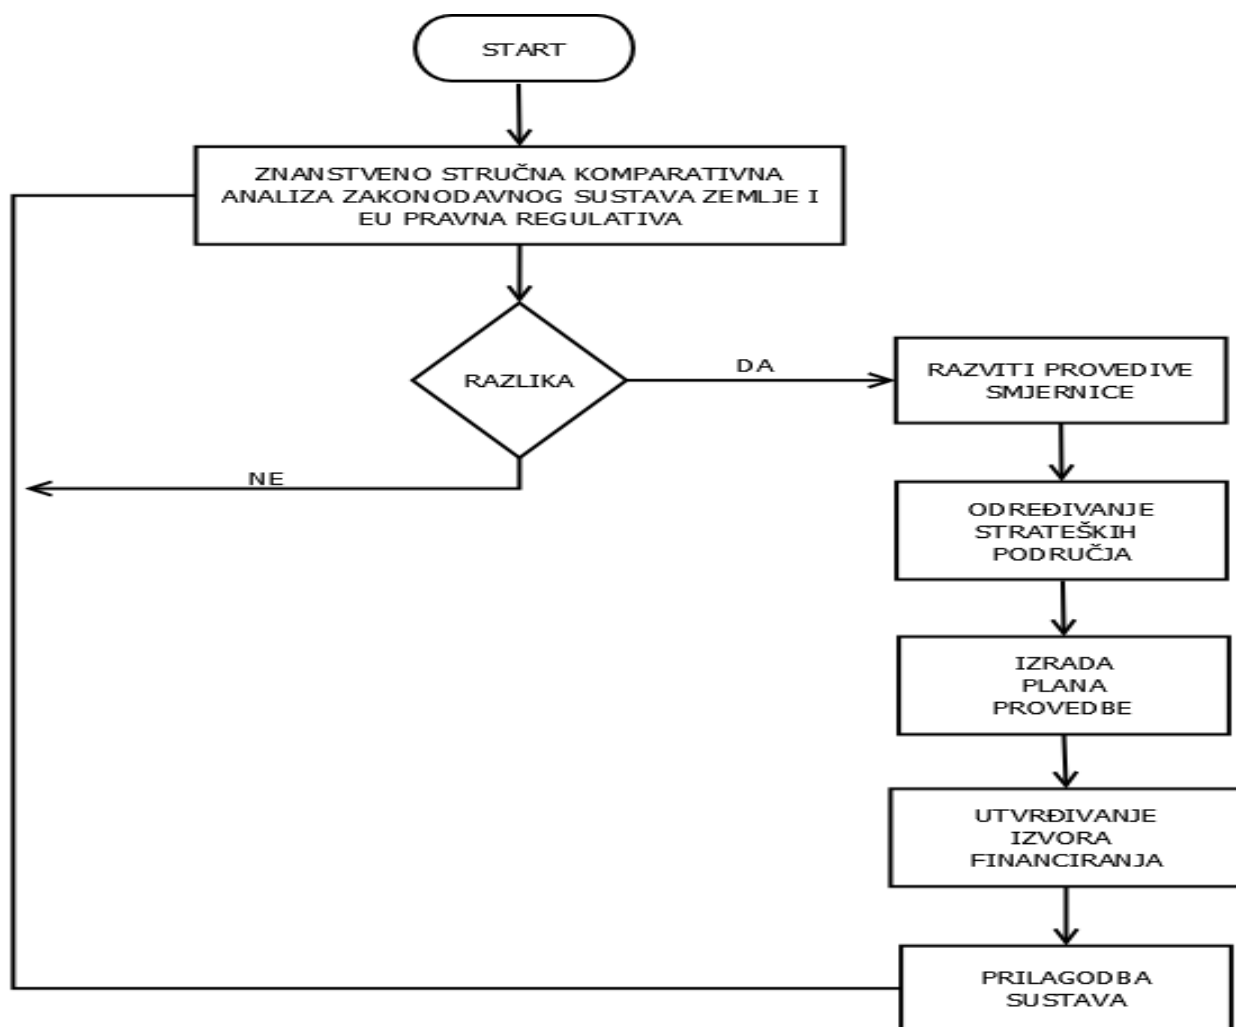 START
ZNANSTVENO STRUČNA KOMPARATIVNA
ANALIZA ZAKONODAVNOG SUSTAVA ZEMLJE I
EU PRAVNA REGULATIVA
RAZLIKA
DA
NE
RAZVITI PROVEDIVE
SMJERNICE
ODREĐIVANJE
STRATEŠKIH
PODRUČJA
IZRADA
PLANA
PROVEDBE
UTVRĐIVANJE
IZVORA
FINANCIRANJA
PRILAGODBA
SUSTAVA